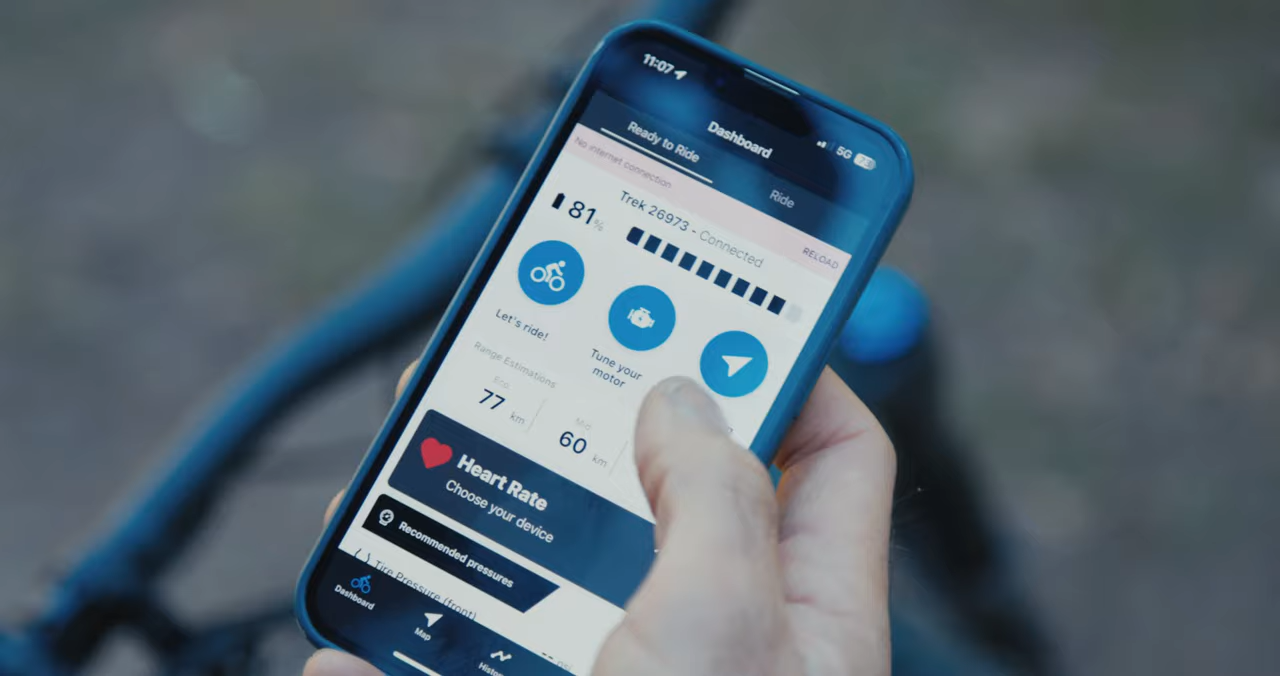 11:07
5G 73
Dashboard
Ready to Ride
Ride
No internet connection
RELOAD
81%
Trek 26973 - Connected
Let's ride!
Tune your
motor
Range Estimations
Eco
77 km
Mid
60 km
Heart Rate
Choose your device
Recommended pressures
Tire Pressure (front)
-- psi
Dashboard
Map